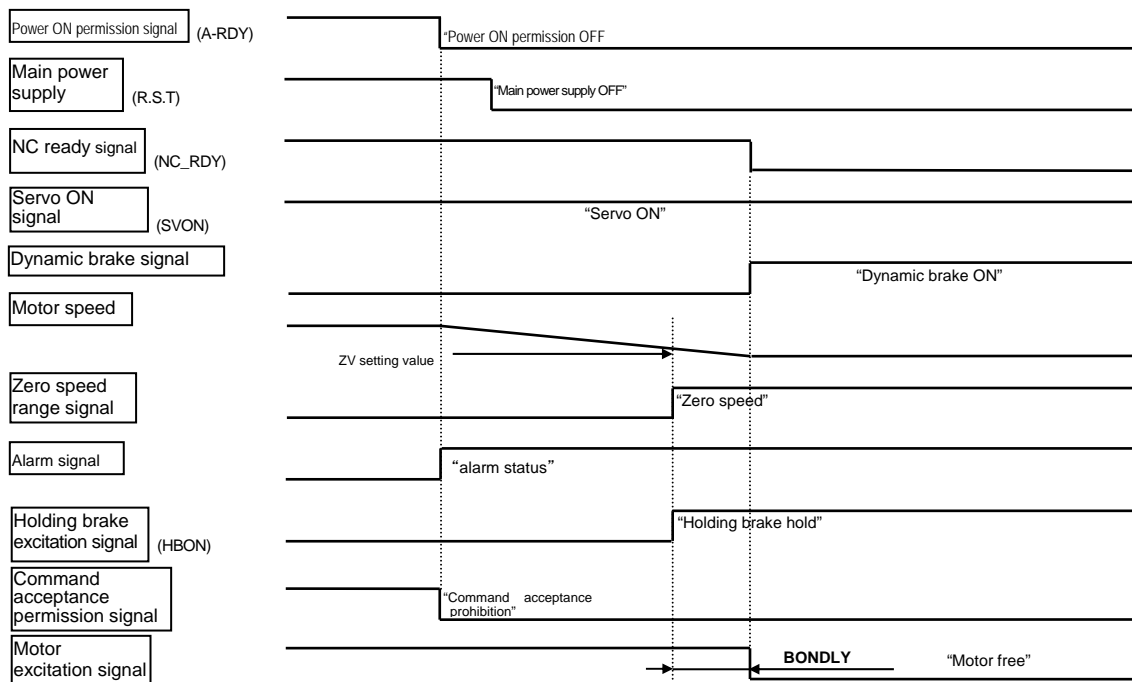 Power ON permission signal (A-RDY)
“Power ON permission OFF
Main power
supply (R.S.T)
“Main power supply OFF”
NC ready signal (NC_RDY)
Servo ON
signal (SVON)
“Servo ON”
Dynamic brake signal
“Dynamic brake ON”
Motor speed
ZV setting value
Zero speed
range signal
“Zero speed”
Alarm signal
“alarm status”
Holding brake
excitation signal (HBON)
“Holding brake hold”
Command
acceptance
permission signal
“Command acceptance
prohibition”
Motor
excitation signal
BONDLY
“Motor free”